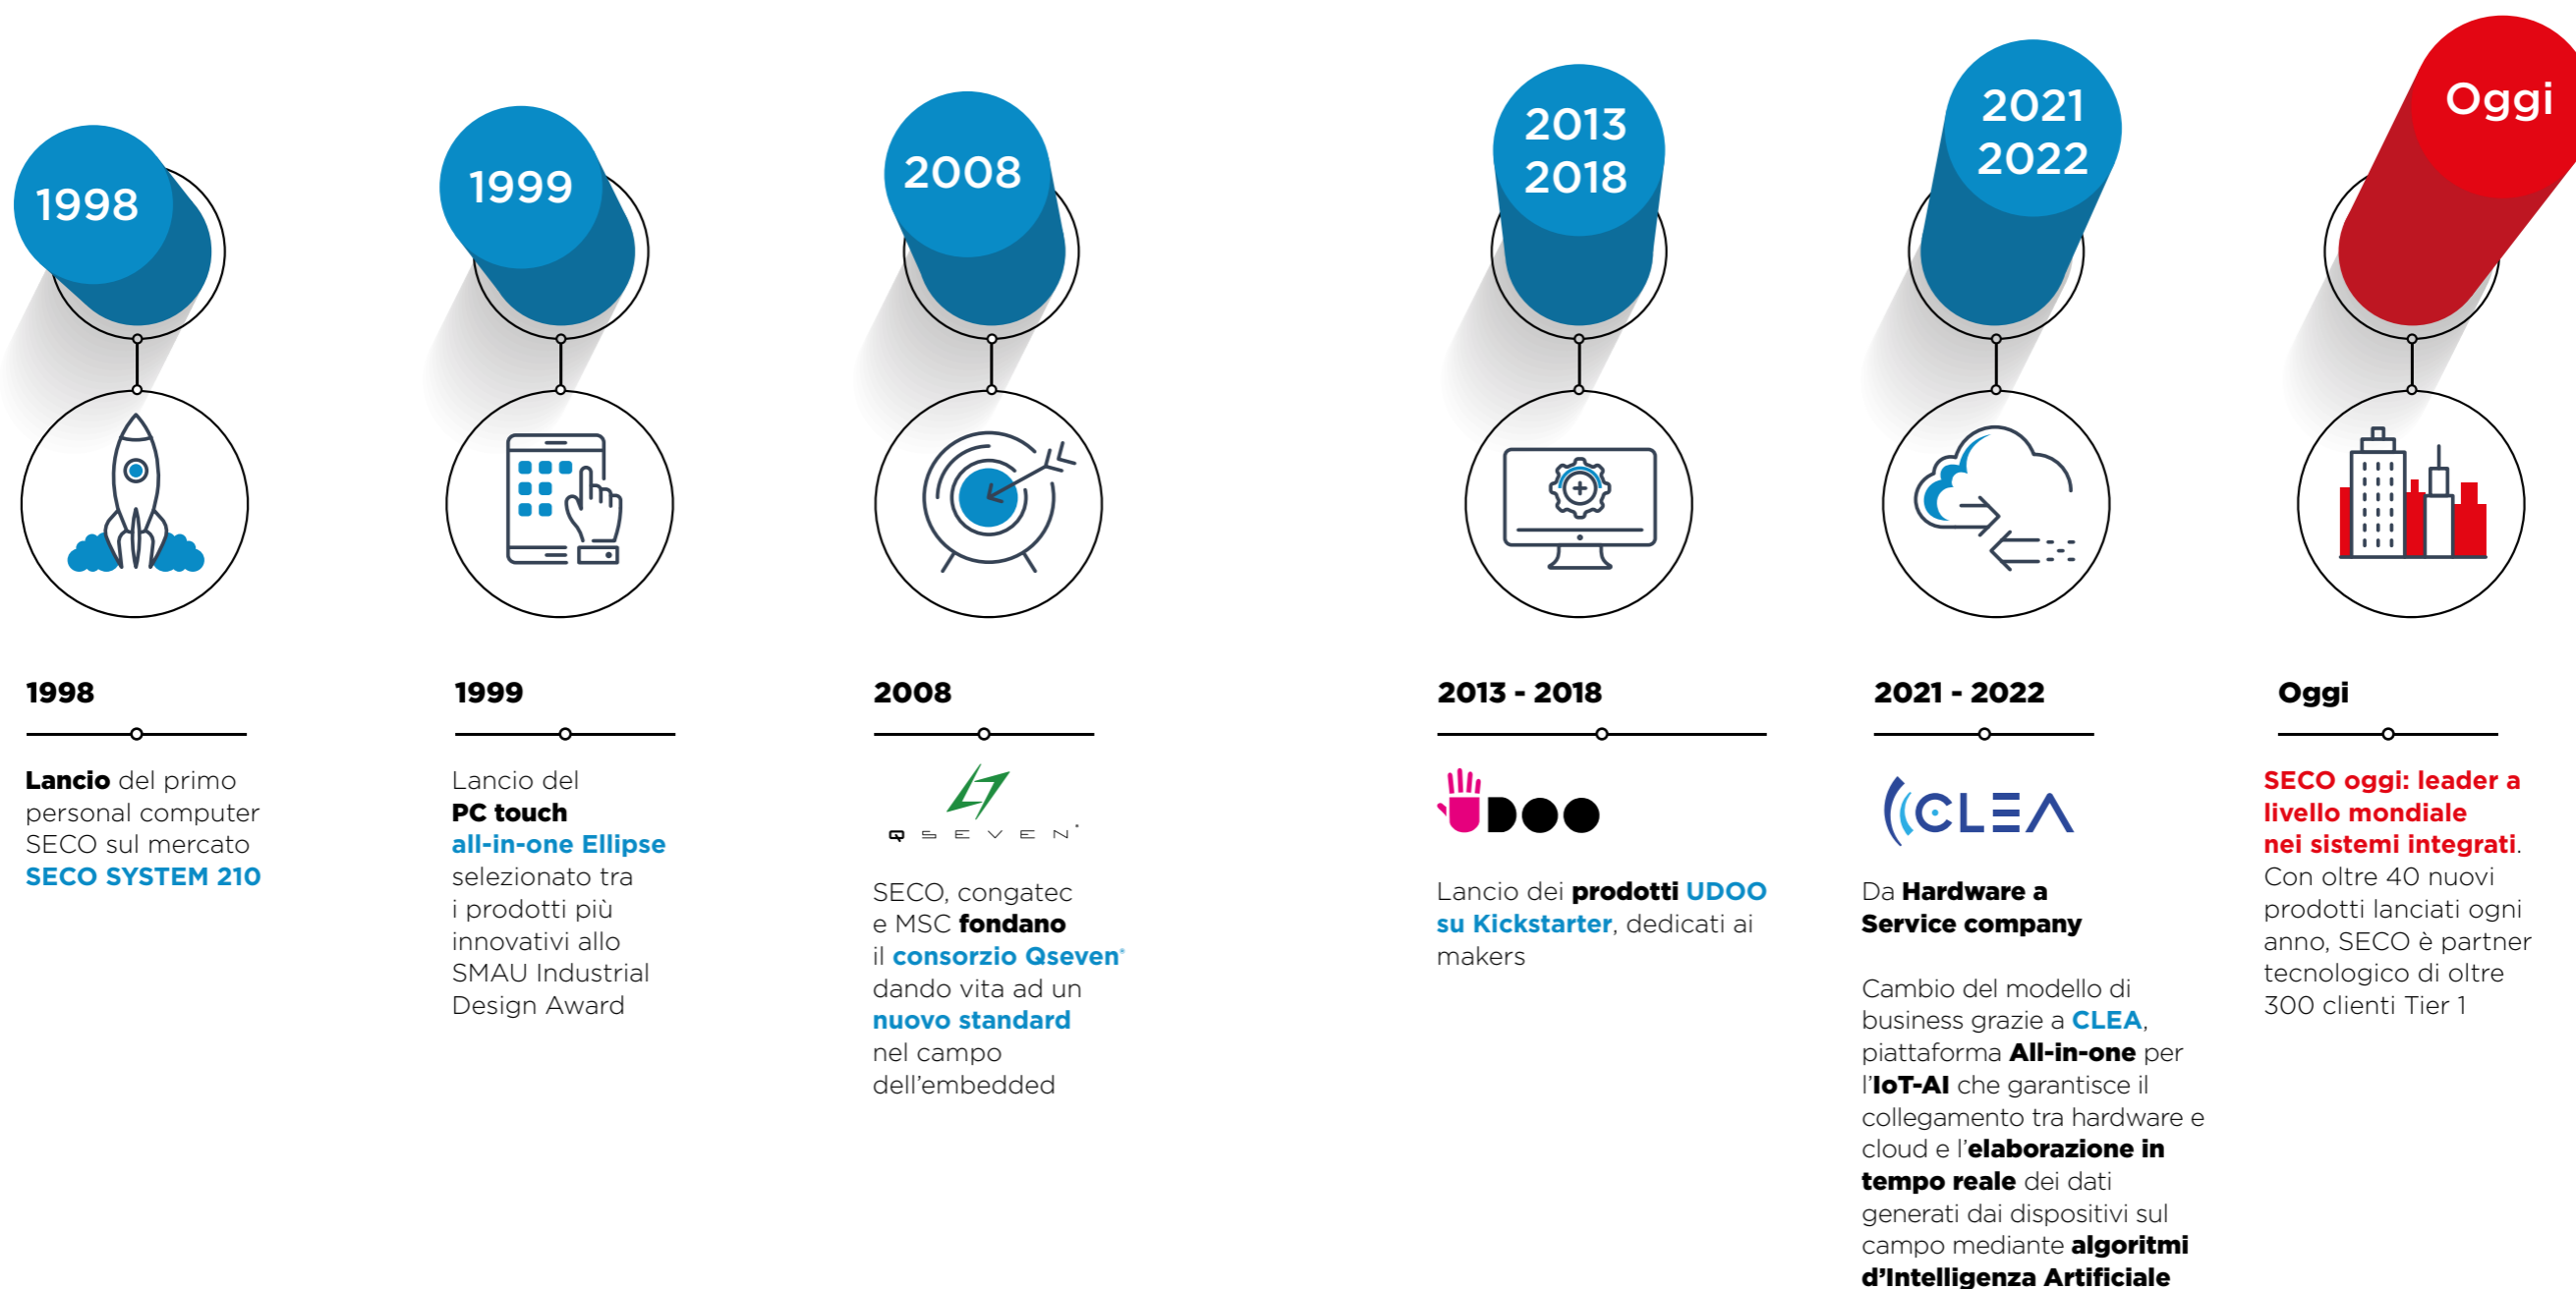 1998
1999
2008
2013
2018
2021
2022
Oggi
1998
Lancio del primo
personal computer
SECO sul mercato
SECO SYSTEM 210
1999
Lancio del
PC touch
all-in-one Ellipse
selezionato tra
i prodotti più
innovativi allo
SMAU Industrial
Design Award
2008
QSEVEN
SECO, congatec
e MSC fondano
il consorzio Qseven®
dando vita ad un
nuovo standard
nel campo
dell'embedded
2013 - 2018
UDOO
Lancio dei prodotti UDOO
su Kickstarter, dedicati ai
makers
2021 - 2022
CLEA
Da Hardware a
Service company
Cambio del modello di
business grazie a CLEA,
piattaforma All-in-one per
l'IoT-AI che garantisce il
collegamento tra hardware e
cloud e l'elaborazione in
tempo reale dei dati
generati dai dispositivi sul
campo mediante algoritmi
d'Intelligenza Artificiale
Oggi
SECO oggi: leader a
livello mondiale
nei sistemi integrati.
Con oltre 40 nuovi
prodotti lanciati ogni
anno, SECO è partner
tecnologico di oltre
300 clienti Tier 1